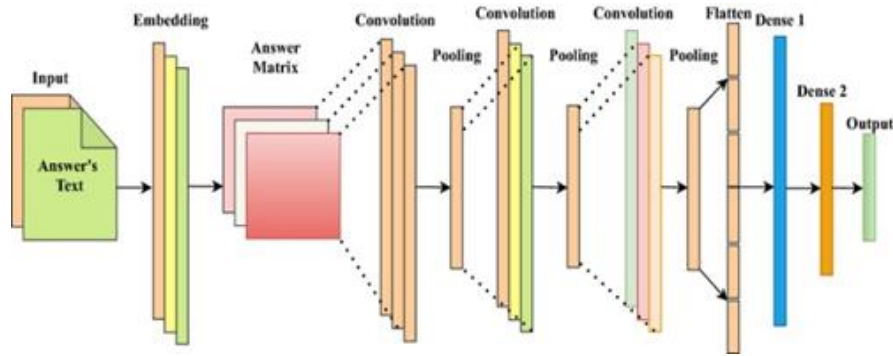 Input
Answer's
Text
Embedding
Answer
Matrix
Convolution
Pooling
Convolution
Pooling
Convolution
Pooling
Flatten
Dense 1
Dense 2
Output